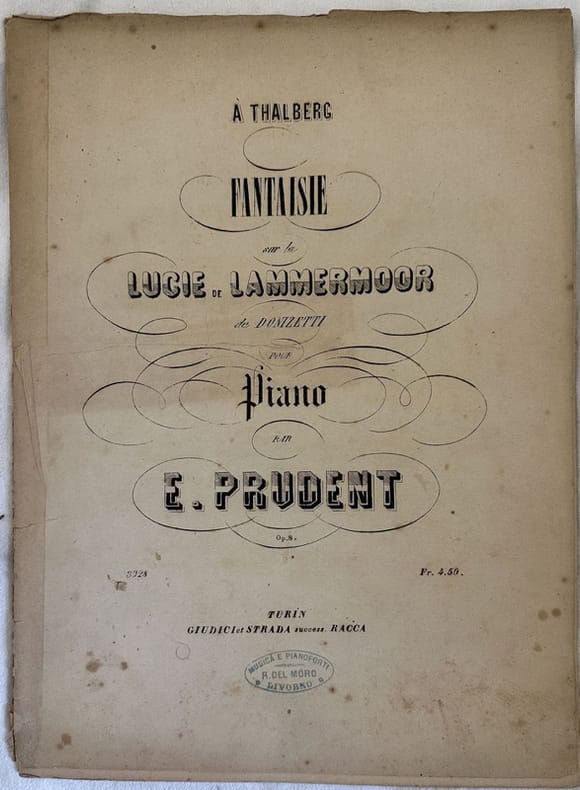 À THALBERG
FANTAISIE
sur la
LUCIE DE LAMMERMOOR
de DONIZETTI
POUR
Piano
PAR
E. PRUDENT
Op. 8.
Fr. 4.50.
TURIN
GIUDICI et STRADA success. RACCA
MUSICA E PIANOFORTI
R. DEL MORO
LIVORNO